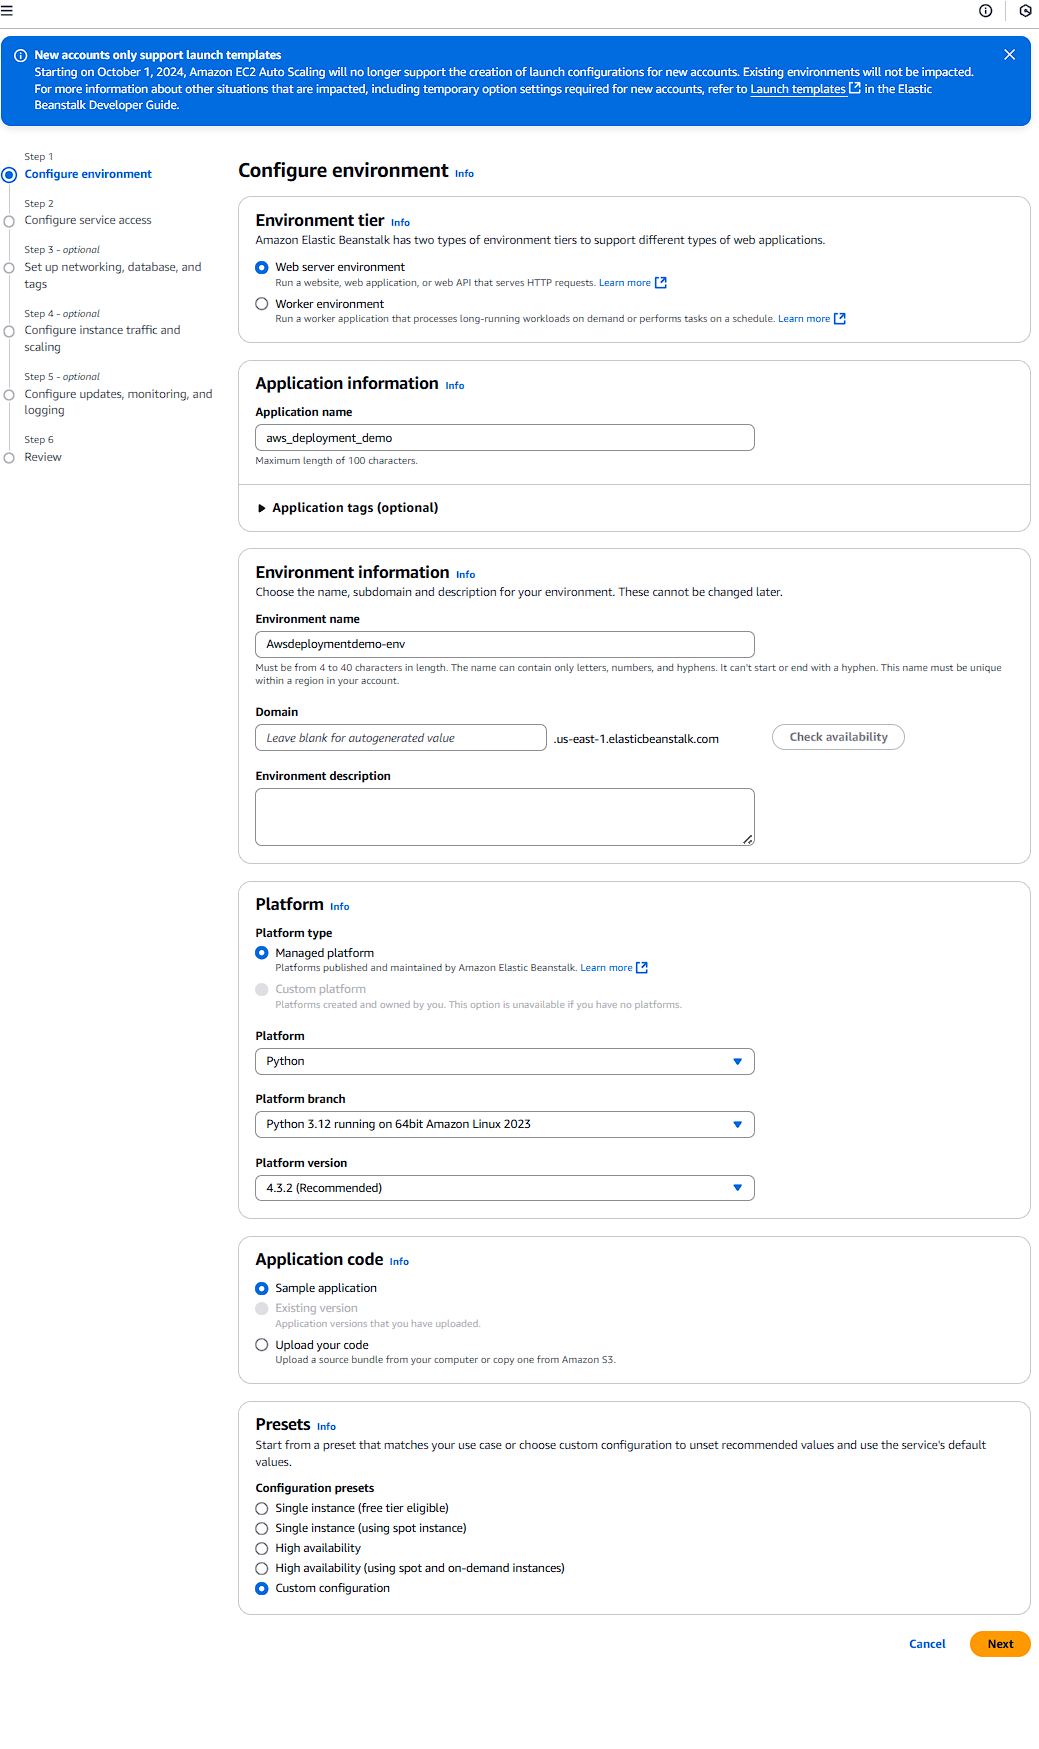 New accounts only support launch templates
Starting on October 1, 2024, Amazon EC2 Auto Scaling will no longer support the creation of launch configurations for new accounts. Existing environments will not be impacted.
For more information about other situations that are impacted, including temporary option settings required for new accounts, refer to Launch templates in the Elastic
Beanstalk Developer Guide.
Step 1
Configure environment
Step 2
Configure service access
Step 3 - optional
Set up networking, database, and
tags
Step 4 - optional
Configure instance traffic and
scaling
Step 5 - optional
Configure updates, monitoring, and
logging
Step 6
Review
Configure environment Info
Environment tier Info
Amazon Elastic Beanstalk has two types of environment tiers to support different types of web applications.
Web server environment
Run a website, web application, or web API that serves HTTP requests. Learn more
Worker environment
Run a worker application that processes long-running workloads on demand or performs tasks on a schedule. Learn more
Application information Info
Application name
aws_deployment_demo
Maximum length of 100 characters.
Application tags (optional)
Environment information Info
Choose the name, subdomain and description for your environment. These cannot be changed later.
Environment name
Awsdeploymentdemo-env
Must be from 4 to 40 characters in length. The name can contain only letters, numbers, and hyphens. It can't start or end with a hyphen. This name must be unique
within a region in your account.
Domain
Leave blank for autogenerated value .us-east-1.elasticbeanstalk.com Check availability
Environment description
Platform Info
Platform type
Managed platform
Platforms published and maintained by Amazon Elastic Beanstalk. Learn more
Custom platform
Platforms created and owned by you. This option is unavailable if you have no platforms.
Platform
Python
Platform branch
Python 3.12 running on 64bit Amazon Linux 2023
Platform version
4.3.2 (Recommended)
Application code Info
Sample application
Existing version
Application versions that you have uploaded.
Upload your code
Upload a source bundle from your computer or copy one from Amazon S3.
Presets Info
Start from a preset that matches your use case or choose custom configuration to unset recommended values and use the service's default
values.
Configuration presets
Single instance (free tier eligible)
Single instance (using spot instance)
High availability
High availability (using spot and on-demand instances)
Custom configuration
Cancel Next